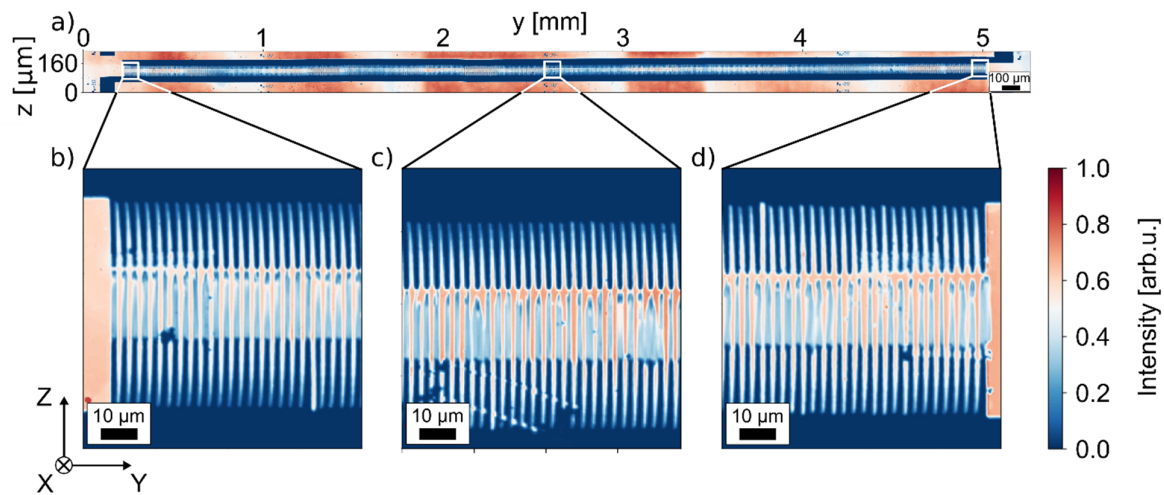 a)
y [mm]
0 1 2 3 4 5
z [µm]
160
0
100 µm
b) c) d)
1.0
0.8
0.6
0.4
0.2
0.0
Intensity [arb.u.]
10 µm 10 µm 10 µm
Z
X Y